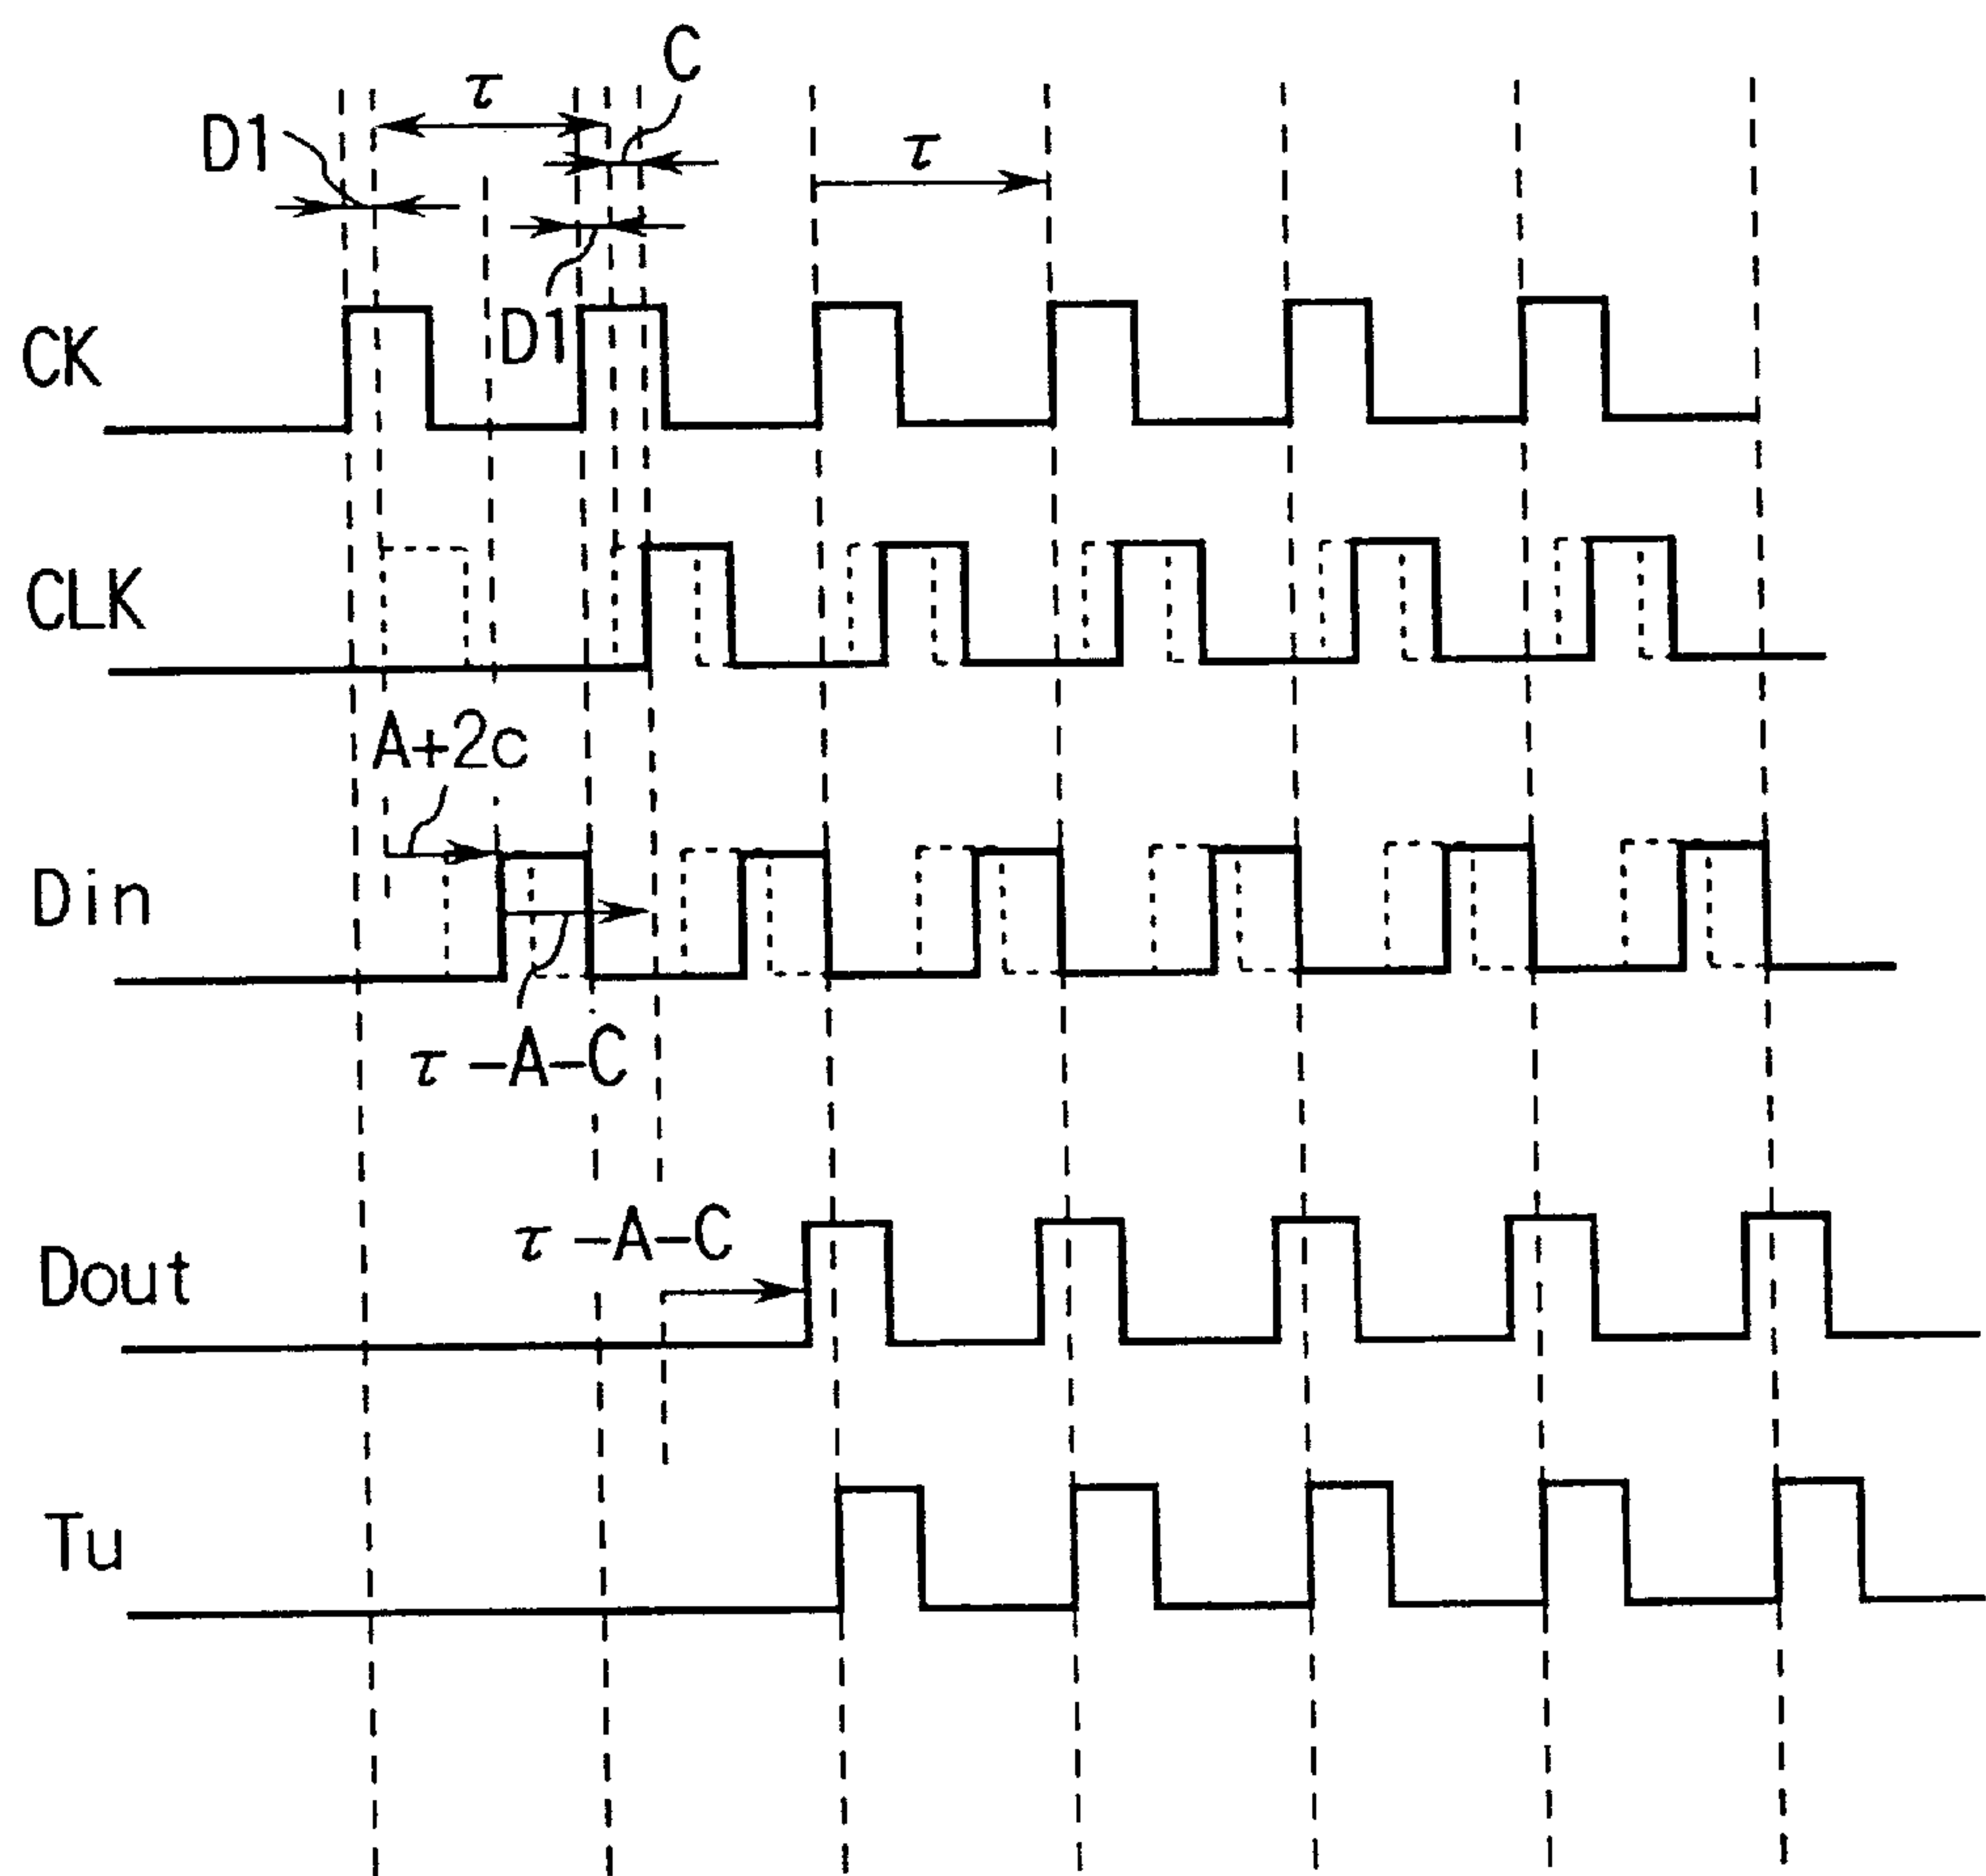 C
τ
D1
τ
D1
CK
CLK
A+2c
Din
τ-A-C
τ-A-C
Dout
Tu